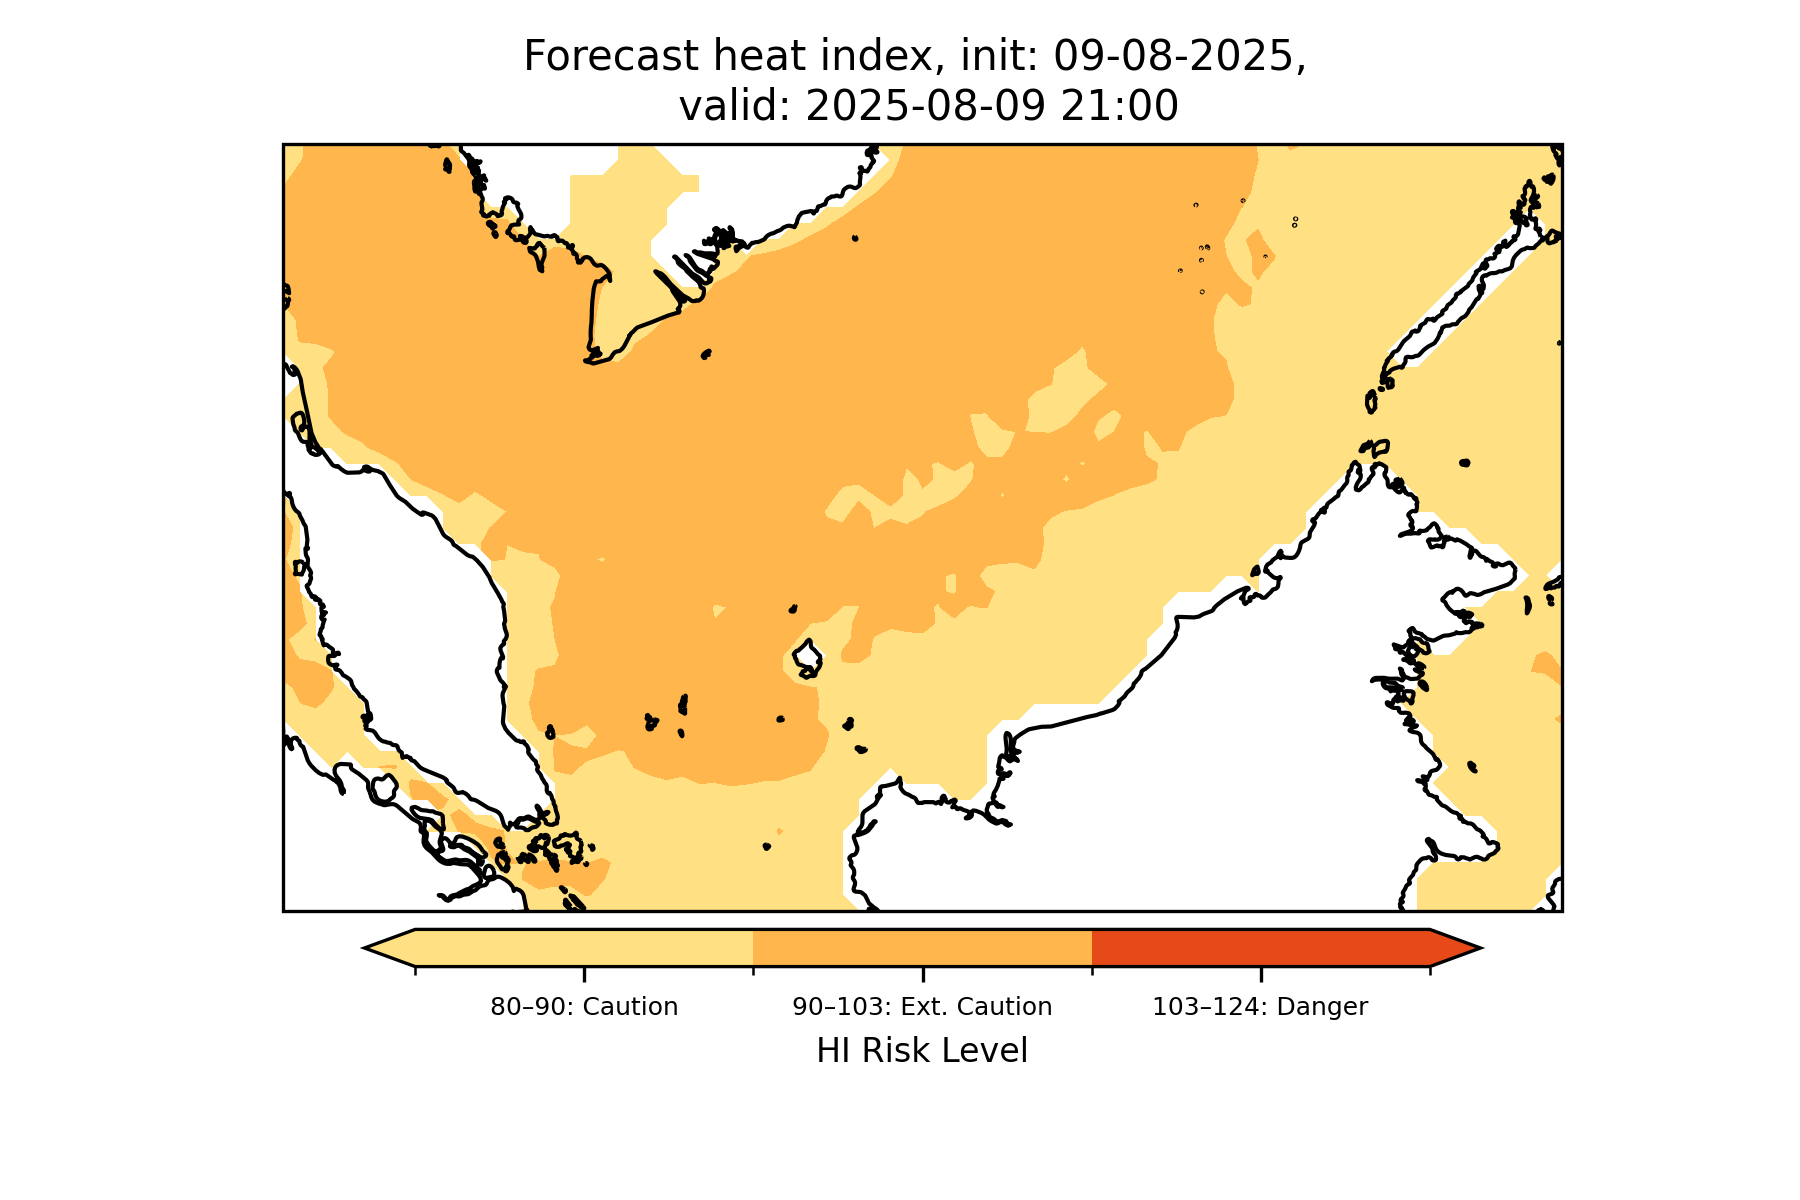 Forecast heat index, init: 09-08-2025,
valid: 2025-08-09 21:00
80–90: Caution
90–103: Ext. Caution
103–124: Danger
HI Risk Level